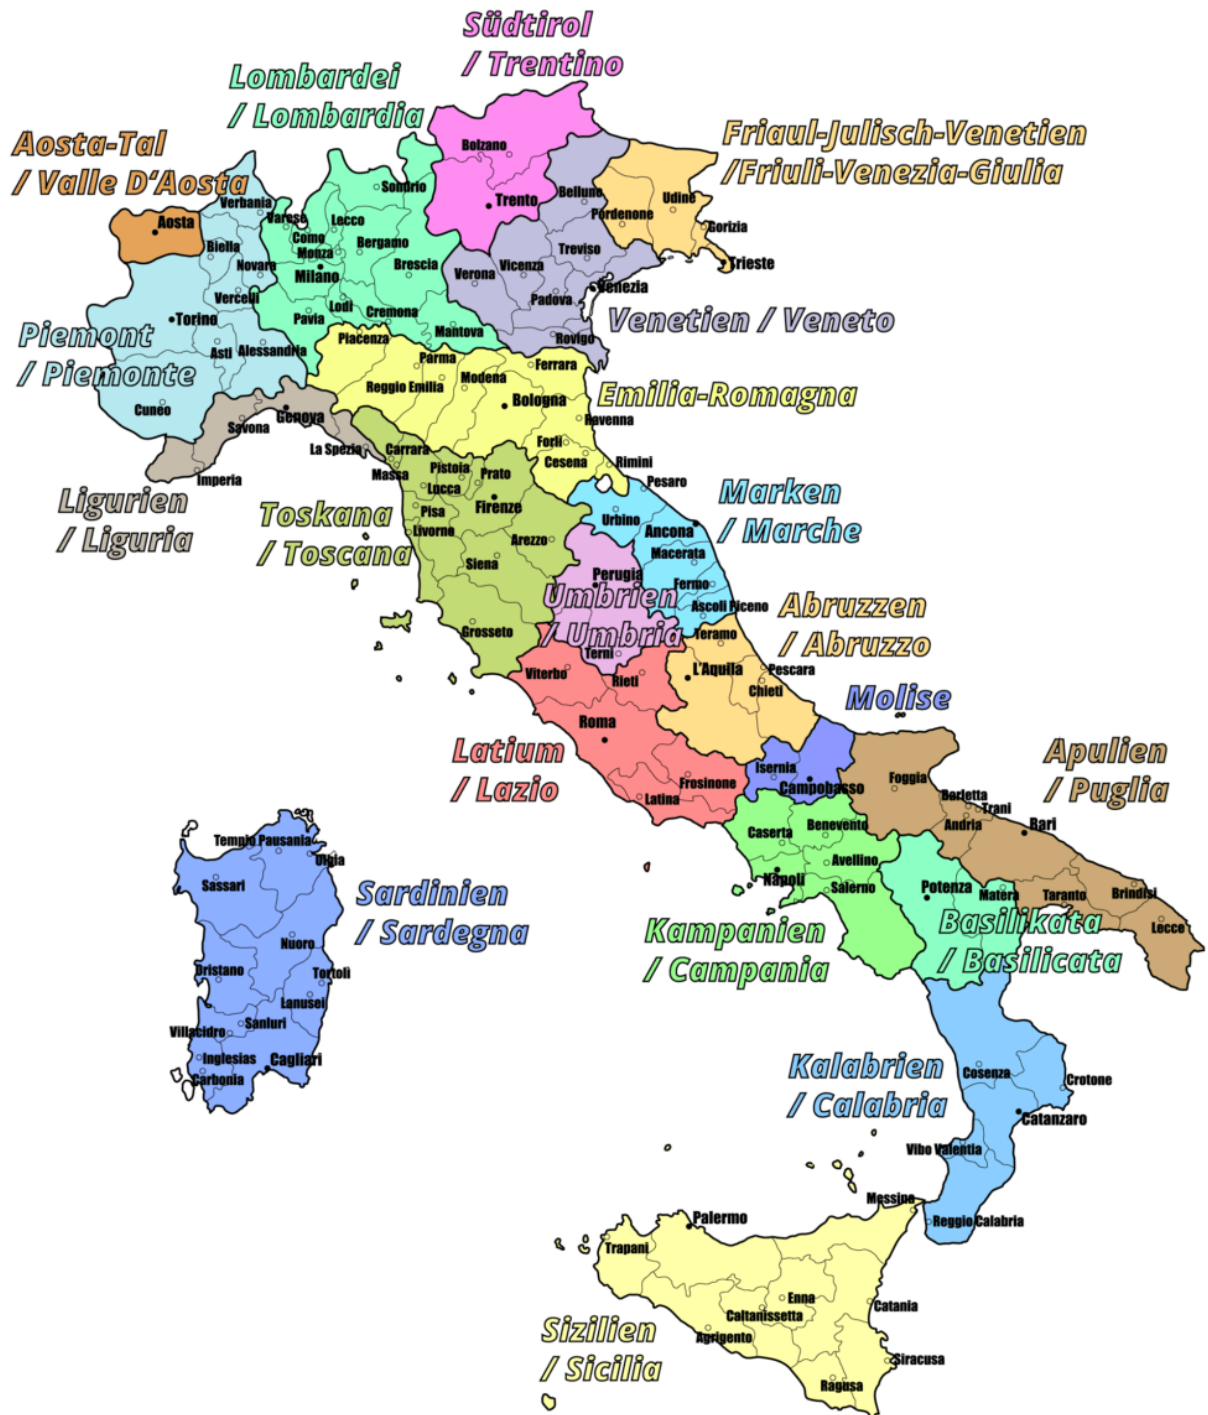 Südtirol
/ Trentino
Lombardei
/ Lombardia
Aosta-Tal
/ Valle D‘Aosta
Friaul-Julisch-Venetien
/Friuli-Venezia-Giulia
Bolzano
Sondrio
Trento
Belluno
Udine
Pordenone
Gorizia
Verbania
Aosta
Varese
Lecco
Como
Monza
Bergamo
Biella
Novara
Milano
Brescia
Treviso
Vicenza
Verona
Trieste
Venezia
Padova
Vercelli
Lodi
Cremona
Pavia
Mantova
Rovigo
Venetien / Veneto
Torino
Piemont
/ Piemonte
Asti
Alessandria
Cuneo
Piacenza
Parma
Ferrara
Reggio Emilia
Modena
Bologna
Emilia-Romagna
Ravenna
Genova
Savona
La Spezia
Imperia
Ligurien
/ Liguria
Forlì
Cesena
Rimini
Carrara
Massa
Pistoia
Prato
Lucca
Firenze
Pisa
Livorno
Arezzo
Siena
Grosseto
Toskana
/ Toscana
Pesaro
Urbino
Ancona
Macerata
Fermo
Ascoli Piceno
Marken
/ Marche
Perugia
Umbrien
/ Umbria
Terni
Abruzzen
/ Abruzzo
Teramo
L'Aquila
Pescara
Chieti
Viterbo
Rieti
Roma
Frosinone
Latina
Latium
/ Lazio
Molise
Isernia
Campobasso
Apulien
/ Puglia
Foggia
Barletta
Trani
Andria
Bari
Taranto
Brindisi
Lecce
Caserta
Benevento
Avellino
Napoli
Salerno
Kampanien
/ Campania
Potenza
Matera
Basilikata
/ Basilicata
Tempio Pausania
Olbia
Sassari
Nuoro
Oristano
Tortolì
Lanusei
Sanluri
Villacidro
Inglesias
Cagliari
Carbonia
Sardinien
/ Sardegna
Kalabrien
/ Calabria
Cosenza
Crotone
Catanzaro
Vibo Valentia
Reggio Calabria
Messina
Palermo
Trapani
Enna
Caltanissetta
Catania
Agrigento
Siracusa
Ragusa
Sizilien
/ Sicilia